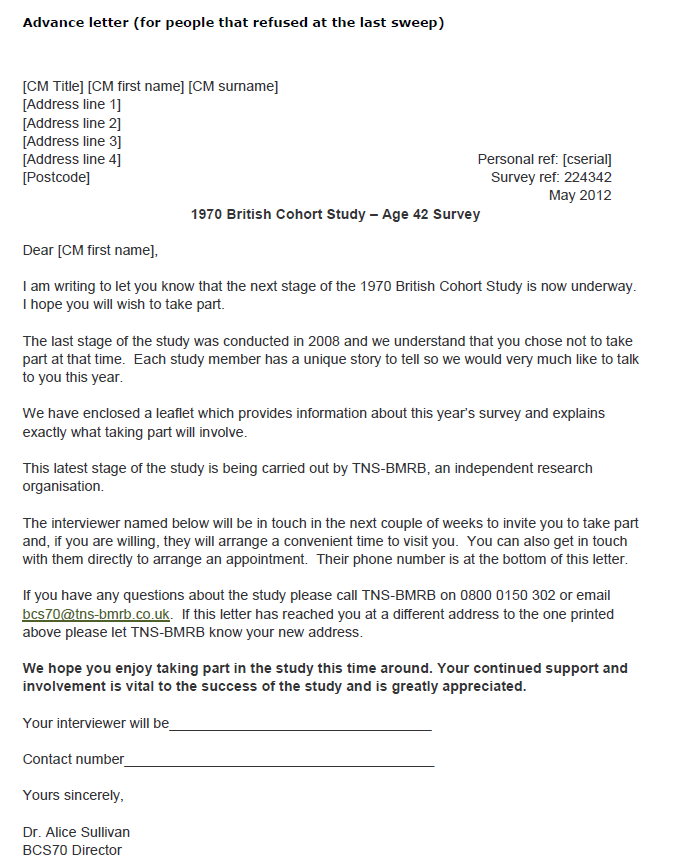 Advance letter (for people that refused at the last sweep)
[CM Title] [CM first name] [CM surname]
[Address line 1]
[Address line 2]
[Address line 3]
[Address line 4]
Personal ref: [cserial]
[Postcode]
Survey ref: 224342
May 2012
1970 British Cohort Study – Age 42 Survey
Dear [CM first name],
I am writing to let you know that the next stage of the 1970 British Cohort Study is now underway.
I hope you will wish to take part.
The last stage of the study was conducted in 2008 and we understand that you chose not to take
part at that time.  Each study member has a unique story to tell so we would very much like to talk
to you this year.
We have enclosed a leaflet which provides information about this year's survey and explains
exactly what taking part will involve.
This latest stage of the study is being carried out by TNS-BMRB, an independent research
organisation.
The interviewer named below will be in touch in the next couple of weeks to invite you to take part
and, if you are willing, they will arrange a convenient time to visit you.  You can also get in touch
with them directly to arrange an appointment.  Their phone number is at the bottom of this letter.
If you have any questions about the study please call TNS-BMRB on 0800 0150 302 or email
bcs70@tns-bmrb.co.uk.  If this letter has reached you at a different address to the one printed
above please let TNS-BMRB know your new address.
We hope you enjoy taking part in the study this time around. Your continued support and
involvement is vital to the success of the study and is greatly appreciated.
Your interviewer will be__________________________________
Contact number________________________________________
Yours sincerely,
Dr. Alice Sullivan
BCS70 Director